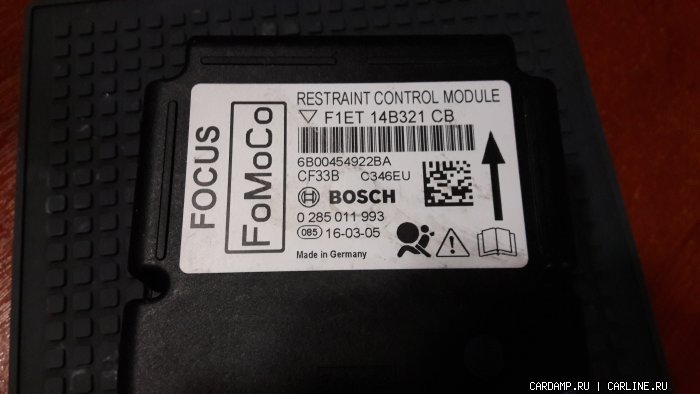 FOCUS
FoMoCo
RESTRAINT CONTROL MODULE
F1ET 14B321 CB
6B00454922BA
CF33B C346EU
BOSCH
0 285 011 993
085 16-03-05
Made in Germany
CARDAMP.RU | CARLINE.RU